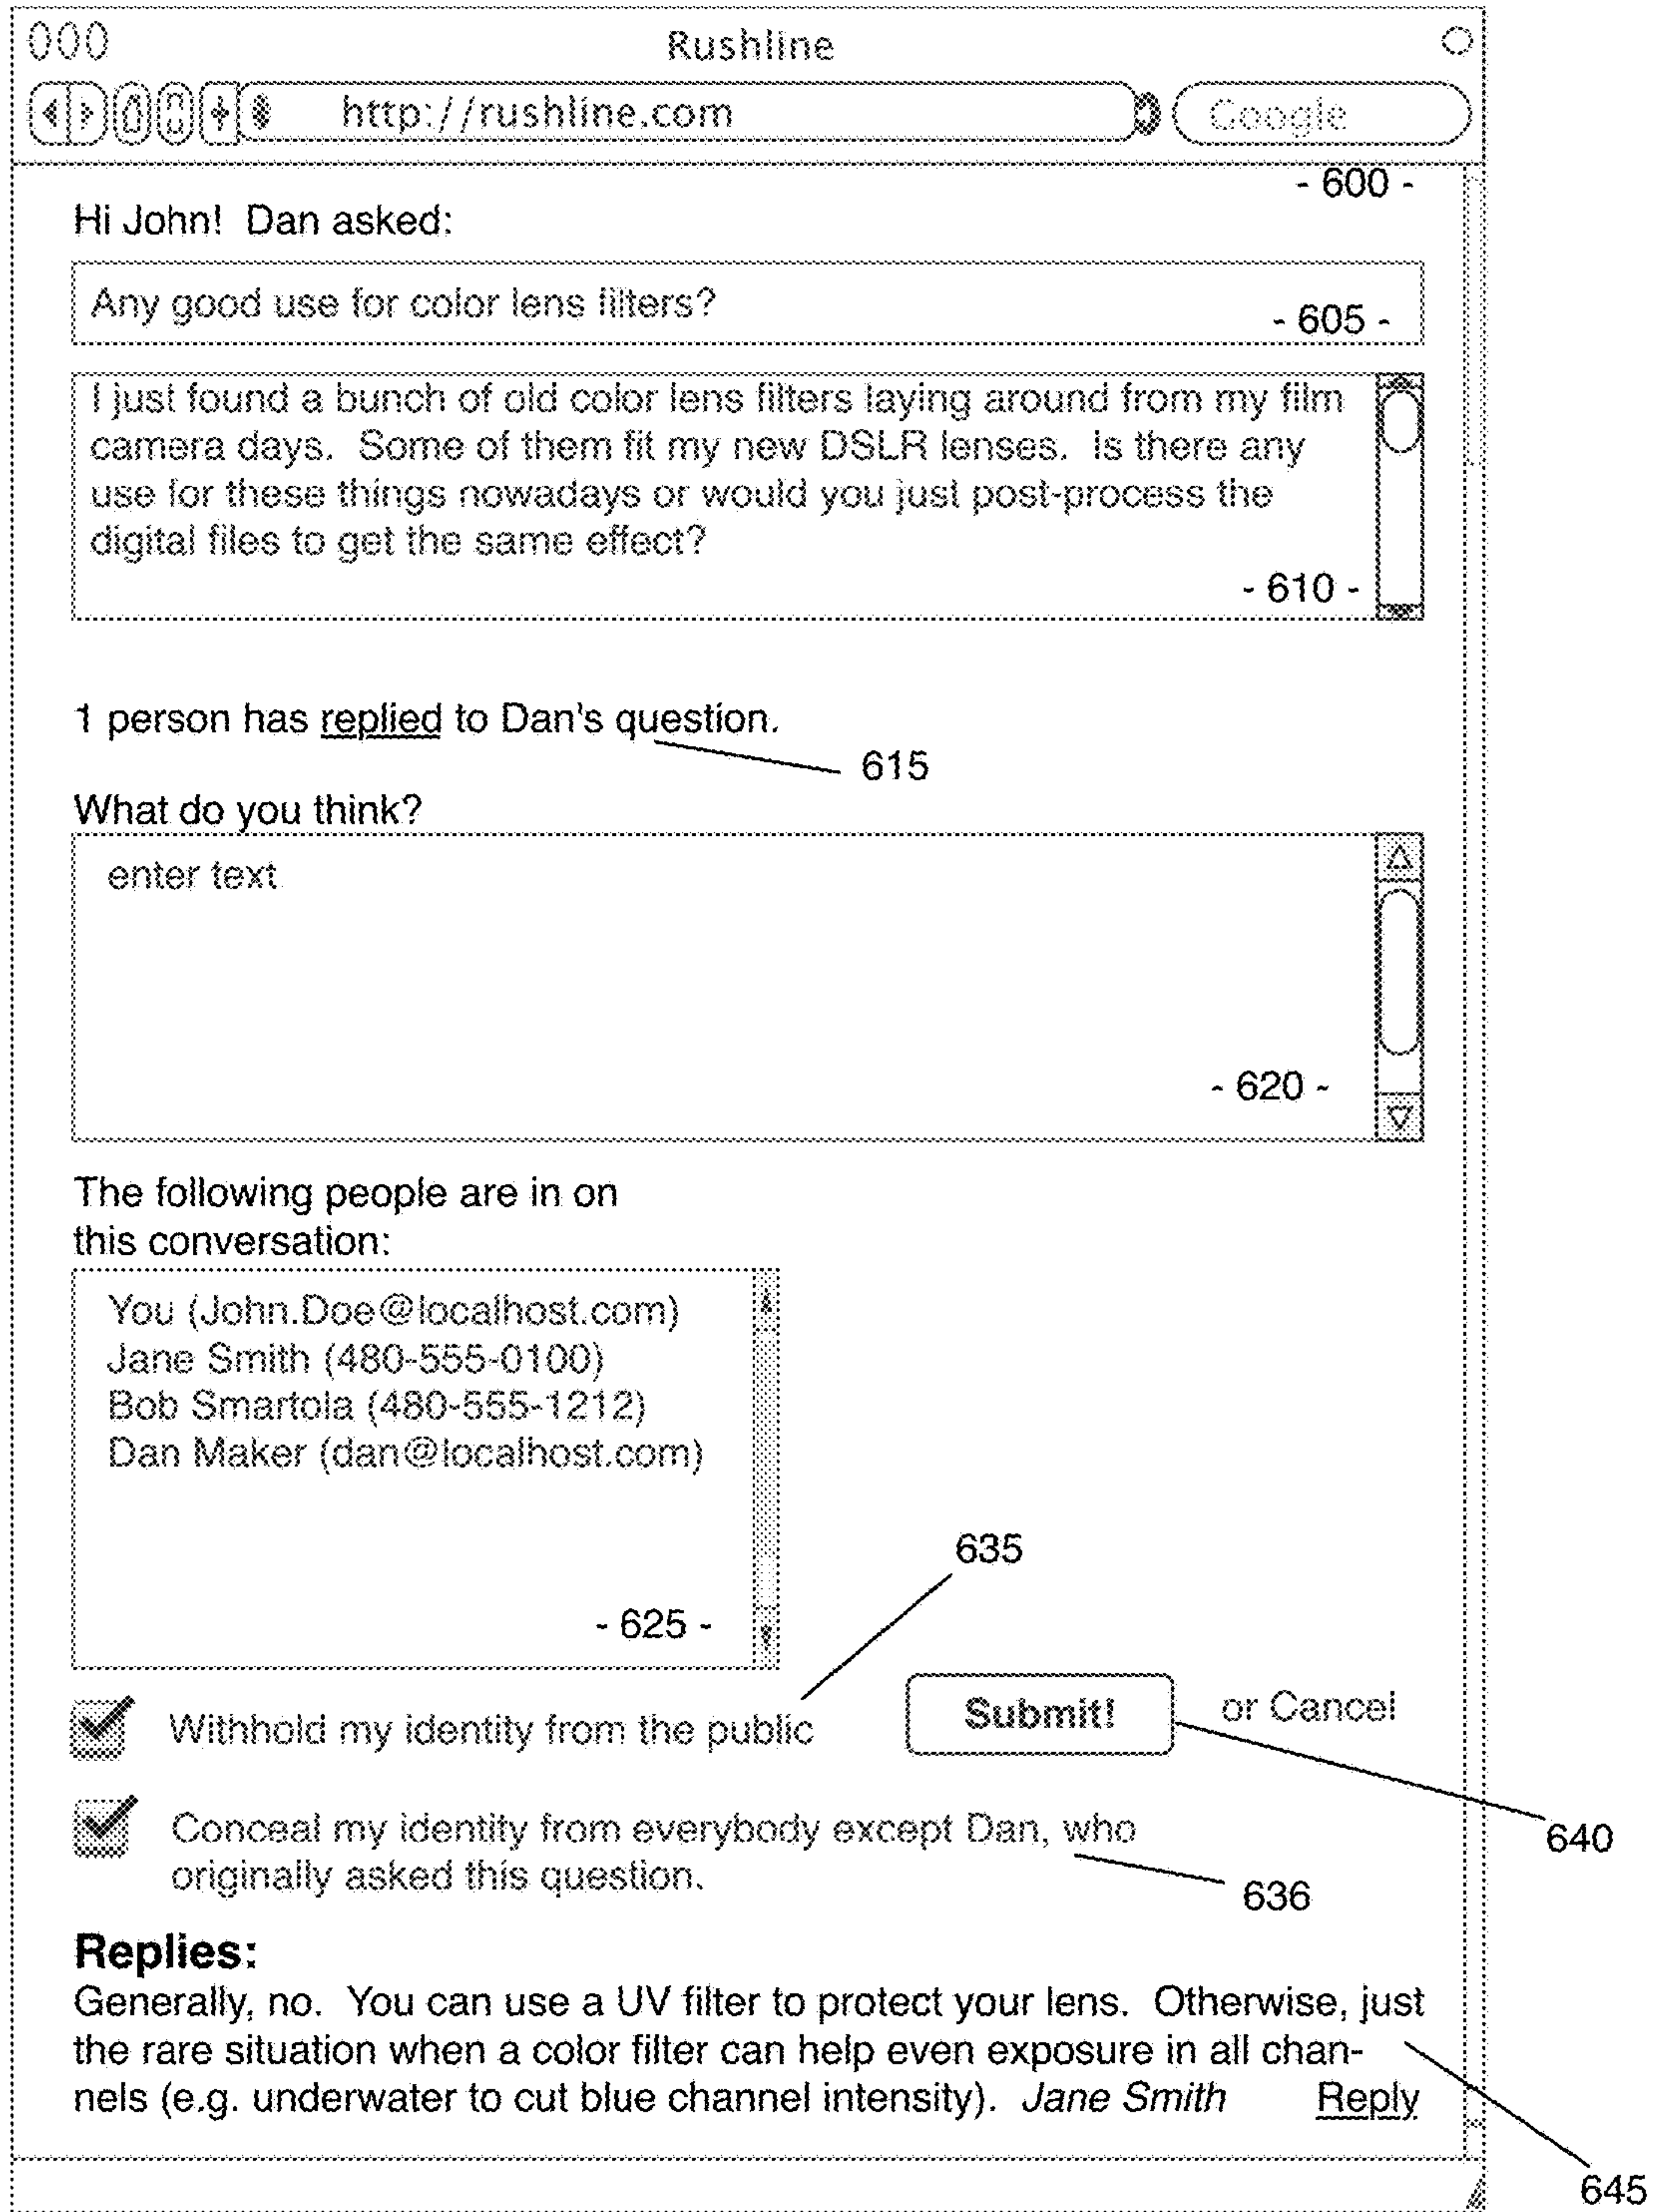 Rushline
http://rushline.com
Google
- 600 -
Hi John! Dan asked:
Any good use for color lens filters?
- 605 -
I just found a bunch of old color lens filters laying around from my film
camera days. Some of them fit my new DSLR lenses. Is there any
use for these things nowadays or would you just post-process the
digital files to get the same effect?
- 610 -
1 person has replied to Dan's question.
615
What do you think?
enter text
- 620 -
The following people are in on
this conversation:
You (John.Doe@localhost.com)
Jane Smith (480-555-0100)
Bob Smartola (480-555-1212)
Dan Maker (dan@localhost.com)
635
- 625 -
Withhold my identity from the public
Submit! or Cancel
Conceal my identity from everybody except Dan, who
originally asked this question.
640
636
Replies:
Generally, no. You can use a UV filter to protect your lens. Otherwise, just
the rare situation when a color filter can help even exposure in all chan-
nels (e.g. underwater to cut blue channel intensity). Jane Smith Reply
645